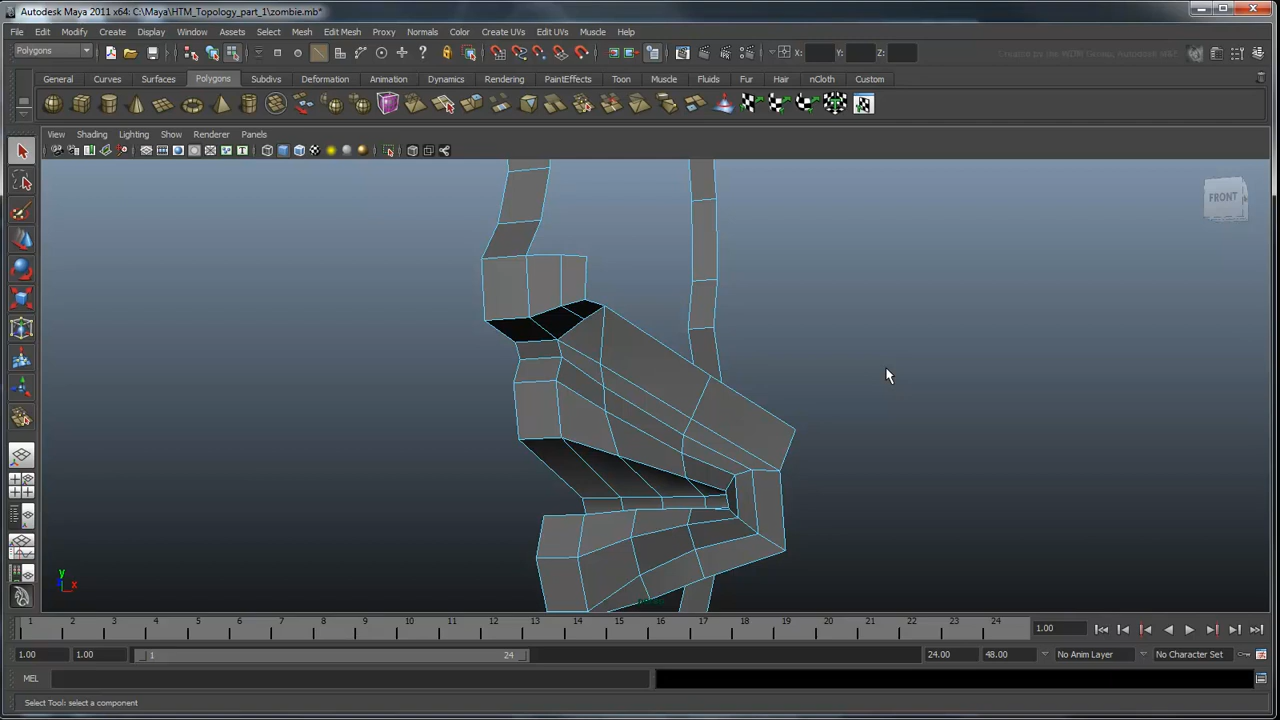 Autodesk Maya 2011 x64: C:\Maya\HTM_Topology_part_1\zombie.mb*
File Edit Modify Create Display Window Assets Select Mesh Edit Mesh Proxy Normals Color Create UVs Edit UVs Muscle Help
Polygons X: Y: Z:
General Curves Surfaces Polygons Subdivs Deformation Animation Dynamics Rendering PaintEffects Toon Muscle Fluids Fur Hair nCloth Custom
View Shading Lighting Show Renderer Panels
FRONT
y
x
1 2 3 4 5 6 7 8 9 10 11 12 13 14 15 16 17 18 19 20 21 22 23 24 1.00
1.00 1.00 1 24 24.00 48.00 No Anim Layer No Character Set
MEL
Select Tool: select a component